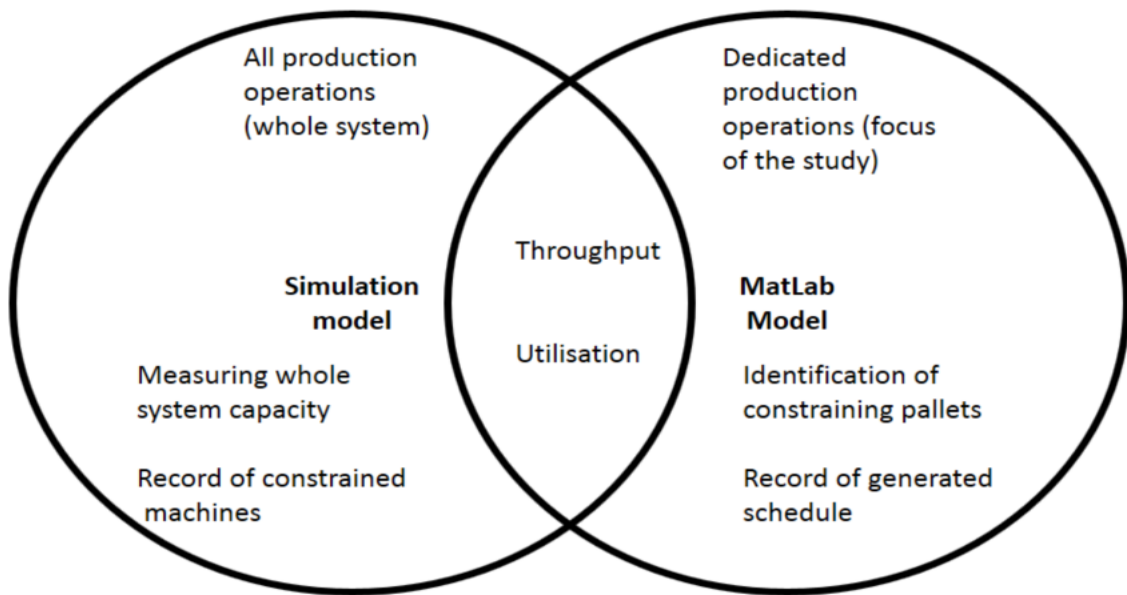 All production
operations
(whole system)
Simulation
model
Measuring whole
system capacity
Record of constrained
machines
Throughput
Utilisation
Dedicated
production
operations (focus
of the study)
MatLab
Model
Identification of
constraining pallets
Record of generated
schedule